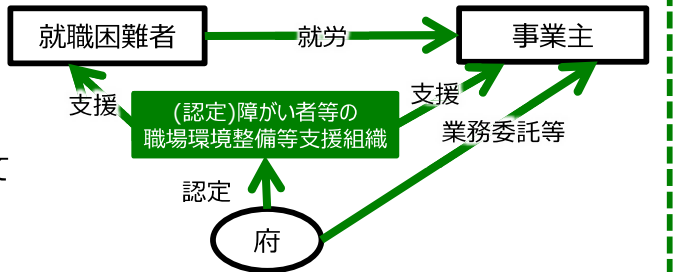 就職困難者
就労
事業主
支援
(認定)障がい者等の
職場環境整備等支援組織
支援
業務委託等
て
認定
府